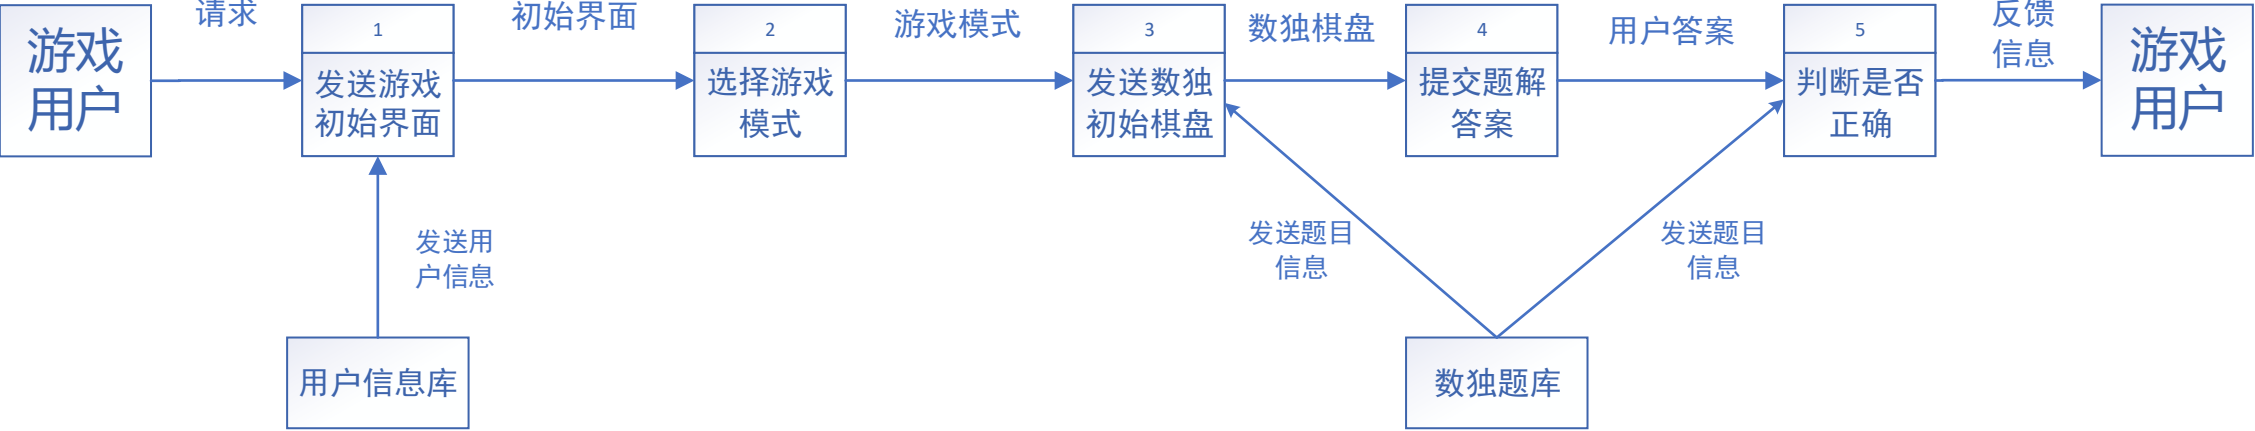 游戏
用户
请求
1
发送游戏
初始界面
初始界面
2
选择游戏
模式
游戏模式
3
发送数独
初始棋盘
数独棋盘
4
提交题解
答案
用户答案
5
判断是否
正确
反馈
信息
游戏
用户
发送用
户信息
发送题目
信息
发送题目
信息
用户信息库
数独题库